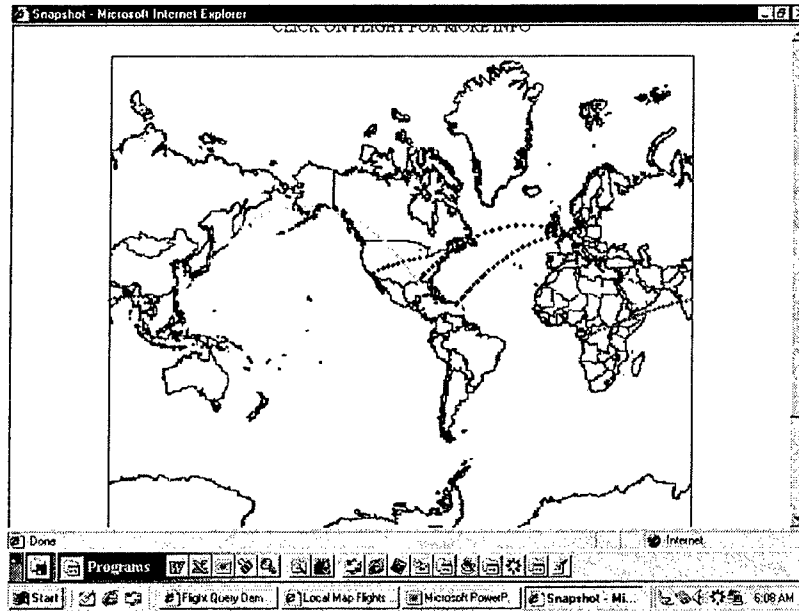 Snapshot - Microsoft Internet Explorer
CLICK ON FLIGHT FOR MORE INFO
Done
Internet
Programs
Start
Flight Query Dem...
Local Map Flights ...
Microsoft PowerP...
Snapshot - Mi...
6:08 AM